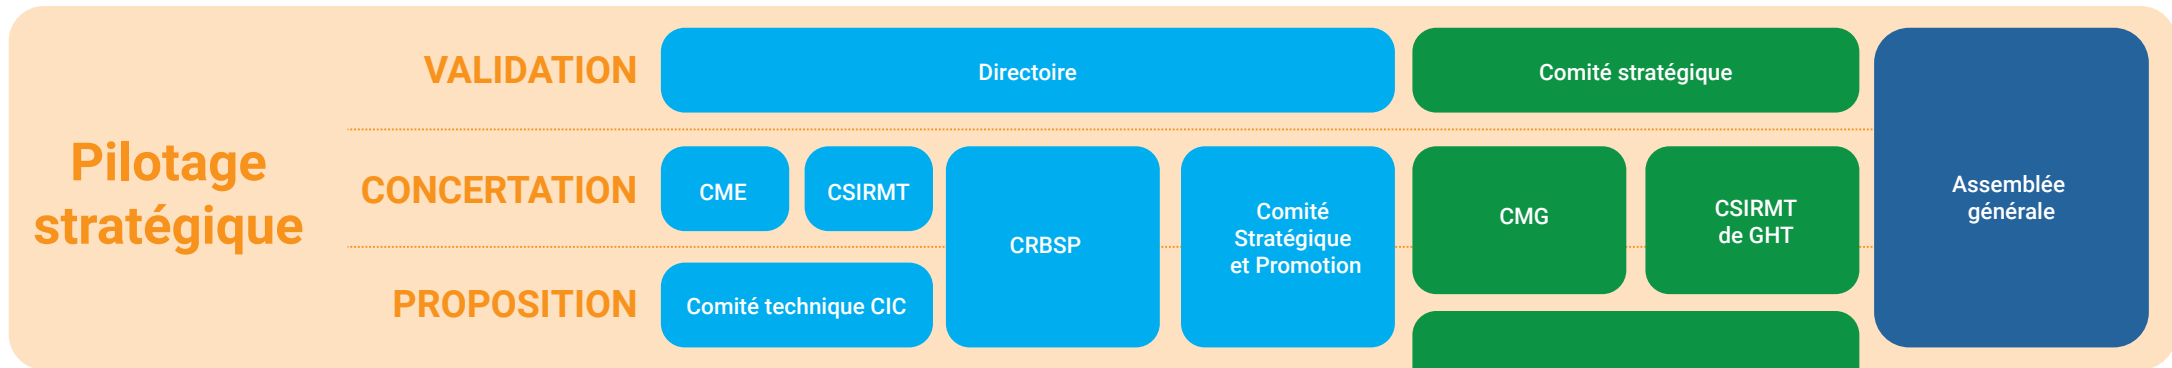 Pilotage
stratégique
VALIDATION
Directoire
Comité stratégique
CONCERTATION
CME
CSIRMT
CRBSP
Comité
Stratégique
et Promotion
CMG
CSIRMT
de GHT
Assemblée
générale
PROPOSITION
Comité technique CIC